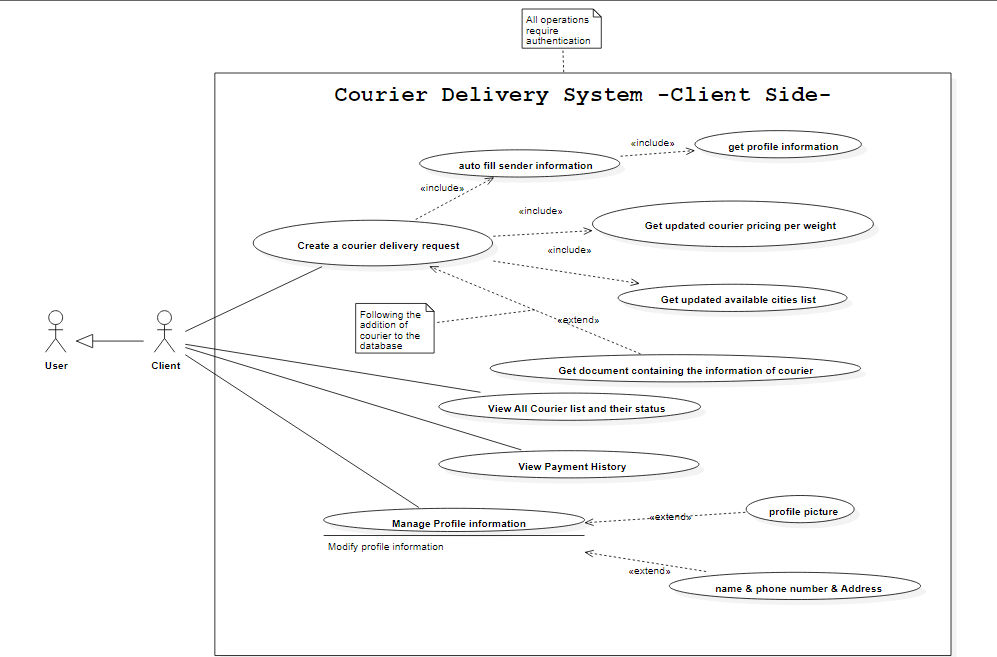 All operations
require
authentication
Courier Delivery System -Client Side-
«include»
get profile information
auto fill sender information
«include»
«include»
Get updated courier pricing per weight
Create a courier delivery request
«include»
Get updated available cities list
Following the
addition of
courier to the
database
«extend»
User
Client
Get document containing the information of courier
View All Courier list and their status
View Payment History
profile picture
«extend»
Manage Profile information
Modify profile information
«extend»
name & phone number & Address